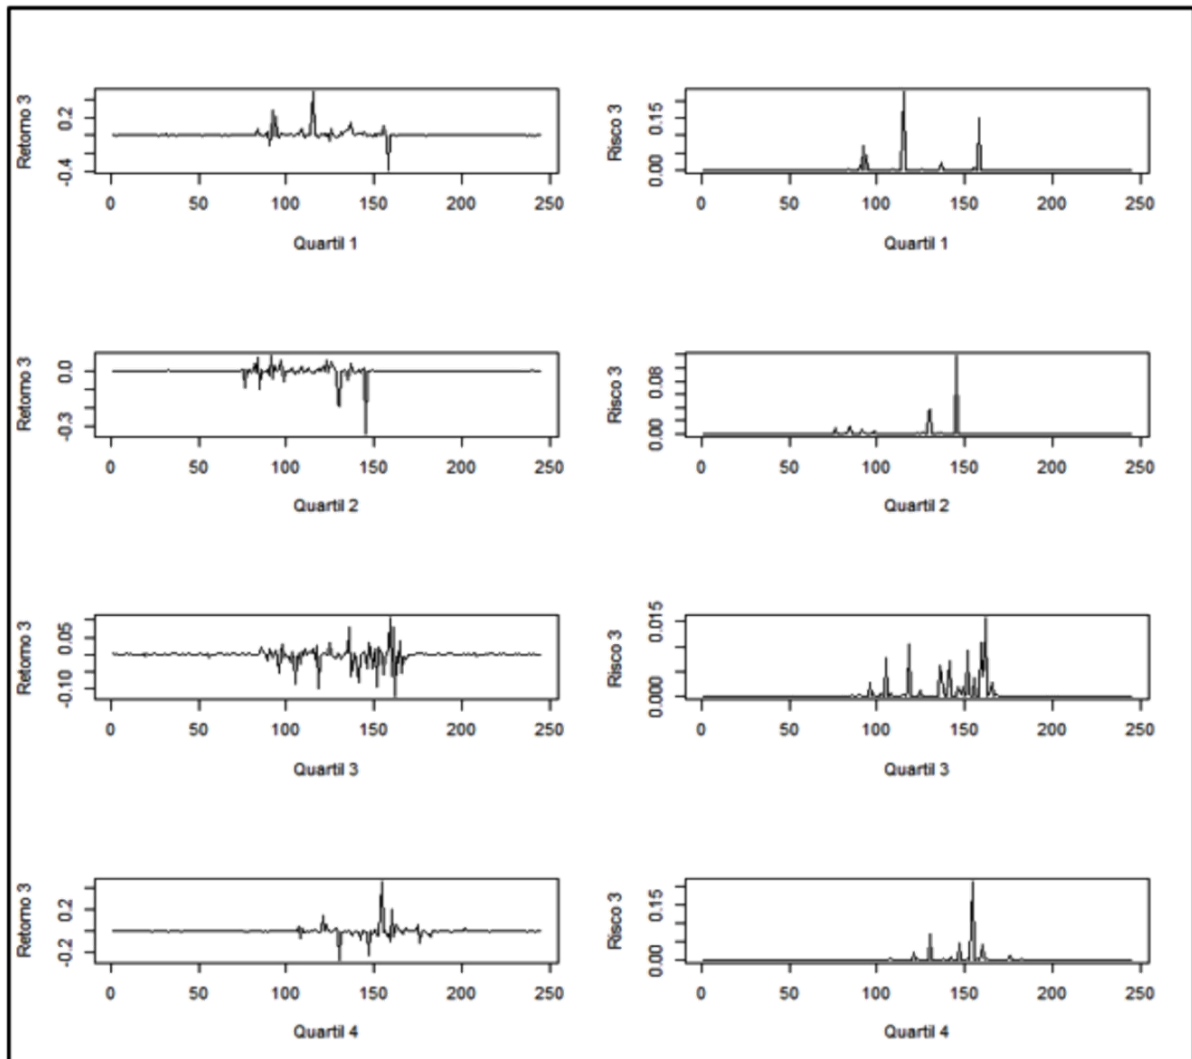 Retorno 3
0.2
-0.4
0 50 100 150 200 250
Quartil 1
Risco 3
0.15
0.00
0 50 100 150 200 250
Quartil 1
Retorno 3
0.0
-0.3
0 50 100 150 200 250
Quartil 2
Risco 3
0.08
0.00
0 50 100 150 200 250
Quartil 2
Retorno 3
0.05
-0.10
0 50 100 150 200 250
Quartil 3
Risco 3
0.015
0.000
0 50 100 150 200 250
Quartil 3
Retorno 3
0.2
-0.2
0 50 100 150 200 250
Quartil 4
Risco 3
0.15
0.00
0 50 100 150 200 250
Quartil 4